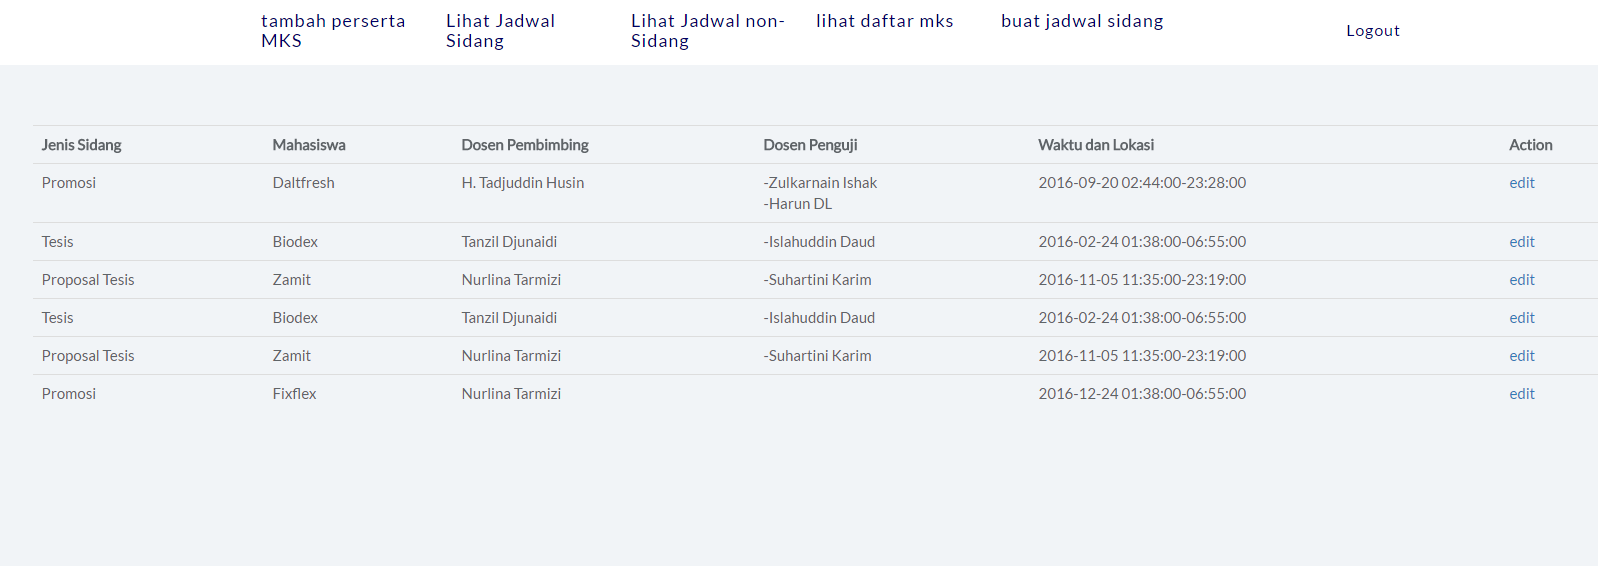 tambah perserta MKS
Lihat Jadwal Sidang
Lihat Jadwal non-Sidang
lihat daftar mks
buat jadwal sidang
Logout
Jenis Sidang Mahasiswa Dosen Pembimbing Dosen Penguji Waktu dan Lokasi Action
Promosi Daltfresh H. Tadjuddin Husin -Zulkarnain Ishak 2016-09-20 02:44:00-23:28:00 edit
-Harun DL
Tesis Biodex Tanzil Djunaidi -Islahuddin Daud 2016-02-24 01:38:00-06:55:00 edit
Proposal Tesis Zamit Nurlina Tarmizi -Suhartini Karim 2016-11-05 11:35:00-23:19:00 edit
Tesis Biodex Tanzil Djunaidi -Islahuddin Daud 2016-02-24 01:38:00-06:55:00 edit
Proposal Tesis Zamit Nurlina Tarmizi -Suhartini Karim 2016-11-05 11:35:00-23:19:00 edit
Promosi Fixflex Nurlina Tarmizi 2016-12-24 01:38:00-06:55:00 edit